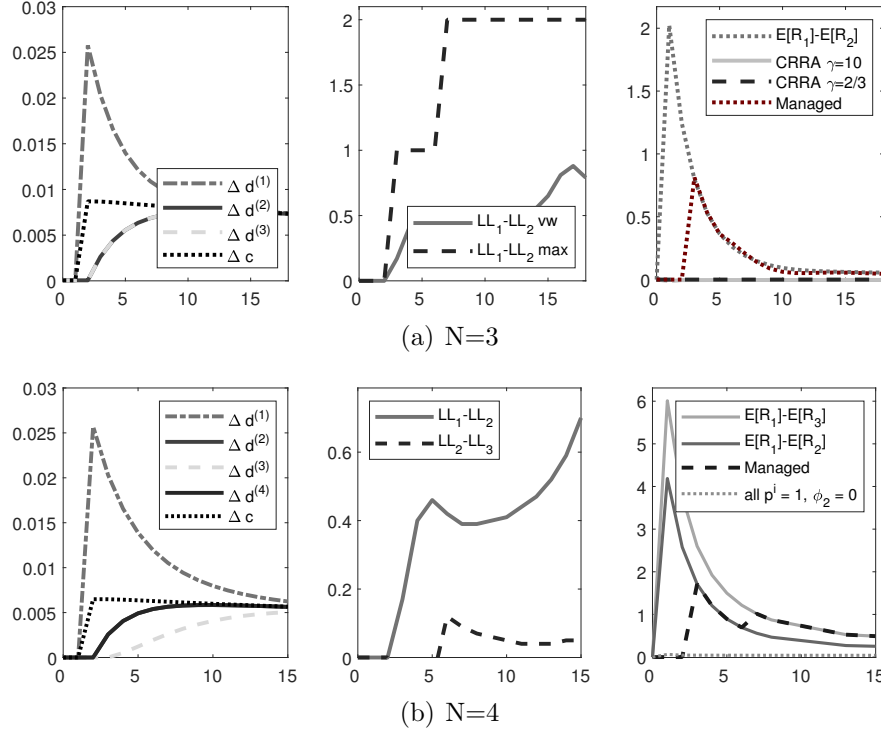 0.03
0.025
0.02
0.015
0.01
0.005
0
0 5 10 15
Δ d(1)
Δ d(2)
Δ d(3)
Δ c
2
1.5
1
0.5
0
0 5 10 15
LL1-LL2 vw
LL1-LL2 max
2
1.5
1
0.5
0
0 5 10 15
E[R1]-E[R2]
CRRA γ=10
CRRA γ=2/3
Managed
(a) N=3
0.03
0.025
0.02
0.015
0.01
0.005
0
0 5 10 15
Δ d(1)
Δ d(2)
Δ d(3)
Δ d(4)
Δ c
0.6
0.4
0.2
0
0 5 10 15
LL1-LL2
LL2-LL3
6
5
4
3
2
1
0
0 5 10 15
E[R1]-E[R3]
E[R1]-E[R2]
Managed
all pi = 1, ϕ2 = 0
(b) N=4